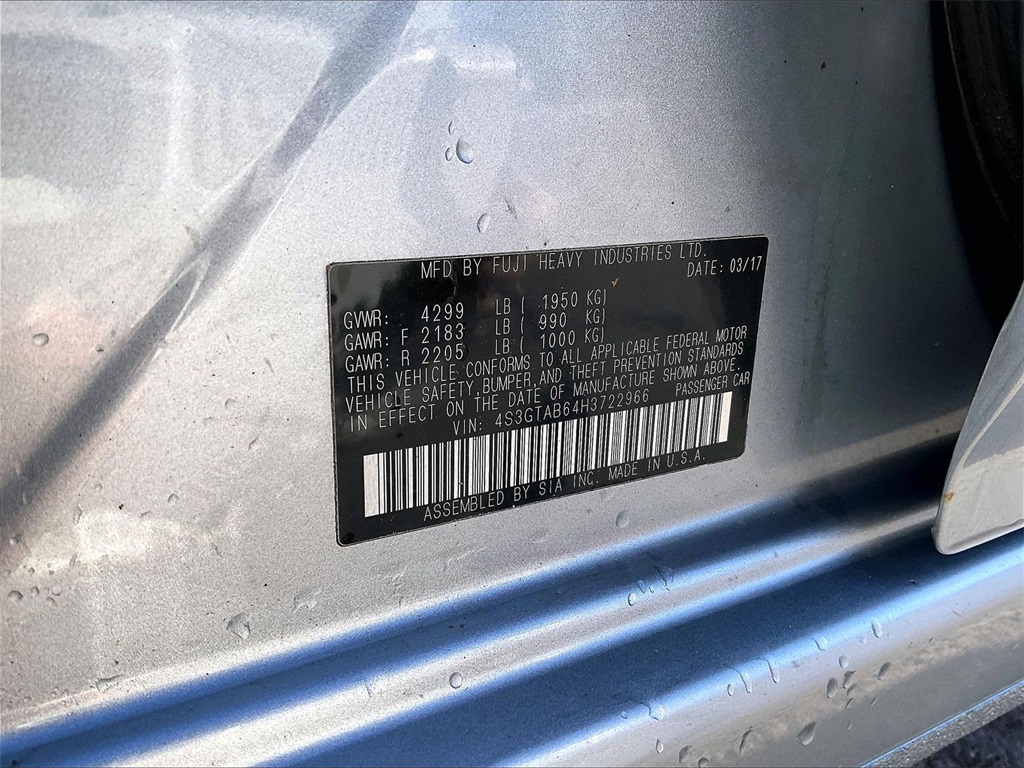 MFD BY FUJI HEAVY INDUSTRIES LTD.
DATE: 03/17
GVWR: 4299 LB ( 1950 KG)
GAWR: F 2183 LB ( 990 KG)
GAWR: R 2205 LB ( 1000 KG)
THIS VEHICLE CONFORMS TO ALL APPLICABLE FEDERAL MOTOR
VEHICLE SAFETY, BUMPER, AND THEFT PREVENTION STANDARDS
IN EFFECT ON THE DATE OF MANUFACTURE SHOWN ABOVE.
VIN: 4S3GTAB64H3722966 PASSENGER CAR
ASSEMBLED BY SIA INC. MADE IN U.S.A.